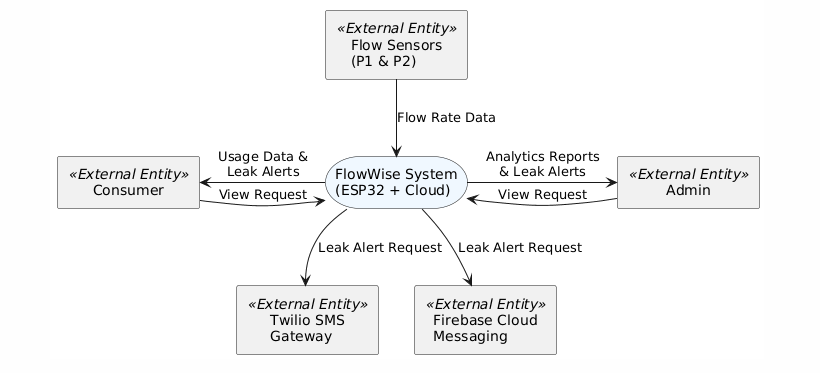 «External Entity»
Flow Sensors
(P1 & P2)
Flow Rate Data
«External Entity»
Consumer
Usage Data &
Leak Alerts
View Request
FlowWise System
(ESP32 + Cloud)
Analytics Reports
& Leak Alerts
View Request
«External Entity»
Admin
Leak Alert Request
Leak Alert Request
«External Entity»
Twilio SMS
Gateway
«External Entity»
Firebase Cloud
Messaging